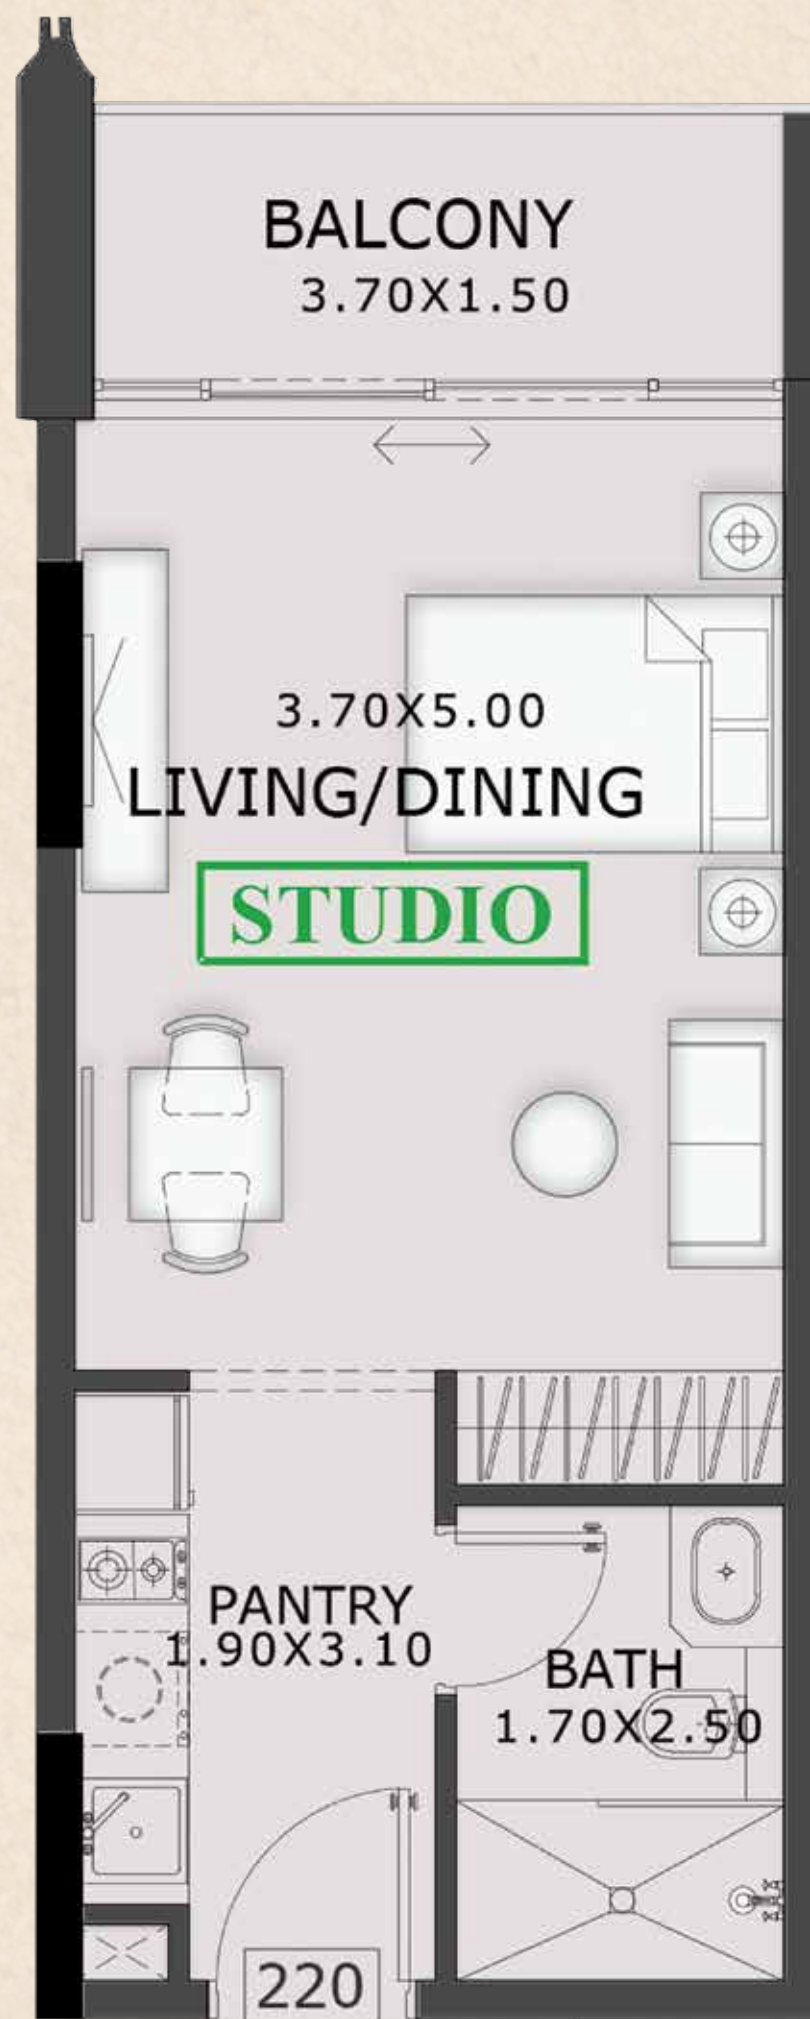 BALCONY
3.70X1.50
3.70X5.00
LIVING/DINING
STUDIO
PANTRY
1.90X3.10
BATH
1.70X2.50
220